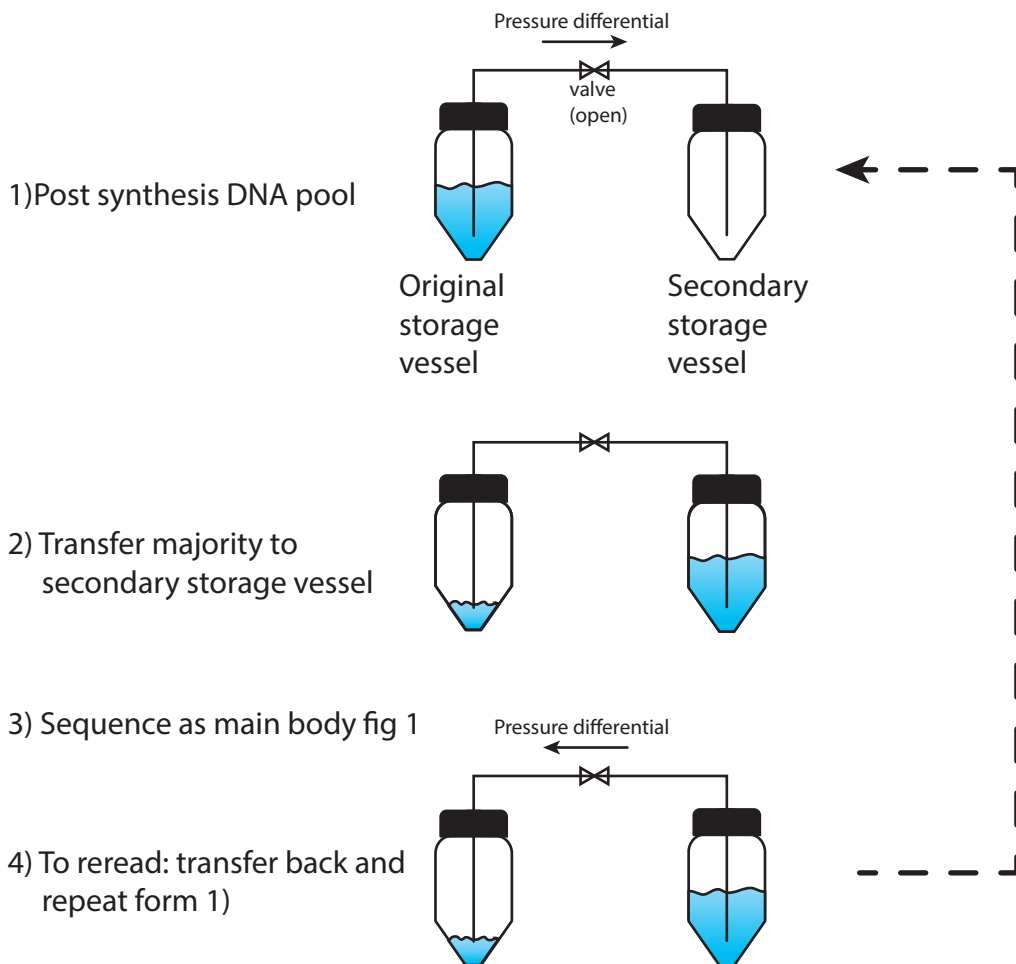 Pressure differential
valve
(open)
1)Post synthesis DNA pool
Original
storage
vessel
Secondary
storage
vessel
2) Transfer majority to
secondary storage vessel
3) Sequence as main body fig 1
Pressure differential
4) To reread: transfer back and
repeat form 1)